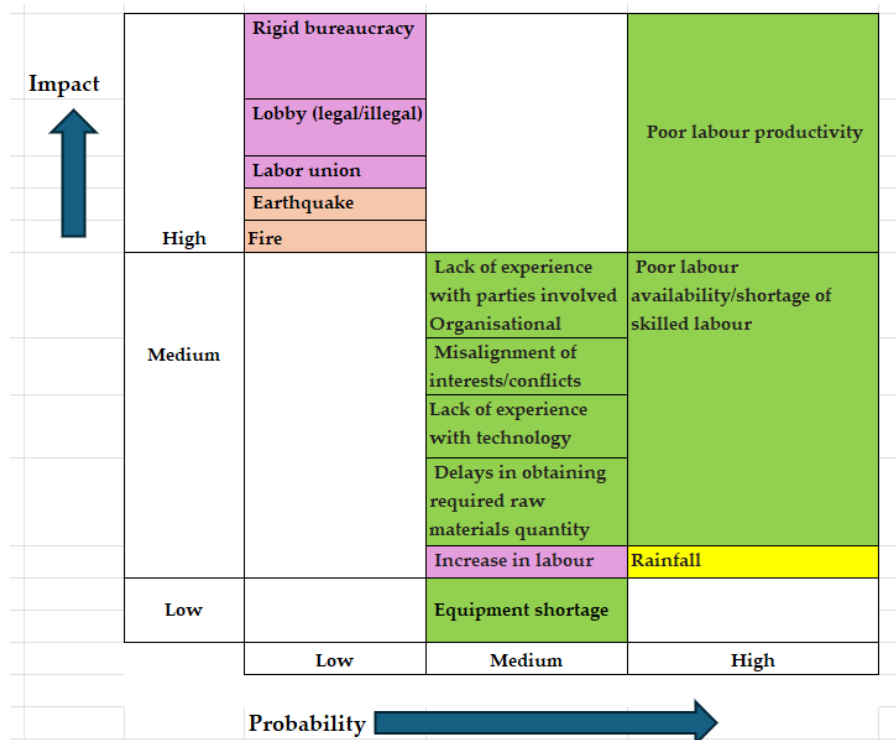 Rigid bureaucracy
Impact
Lobby (legal/illegal)
Poor labour productivity
Labor union
Earthquake
High
Fire
Lack of experience
with parties involved
Organisational
Poor labour
availability/shortage of
skilled labour
Medium
Misalignment of
interests/conflicts
Lack of experience
with technology
Delays in obtaining
required raw
materials quantity
Increase in labour
Rainfall
Low
Equipment shortage
Low
Medium
High
Probability